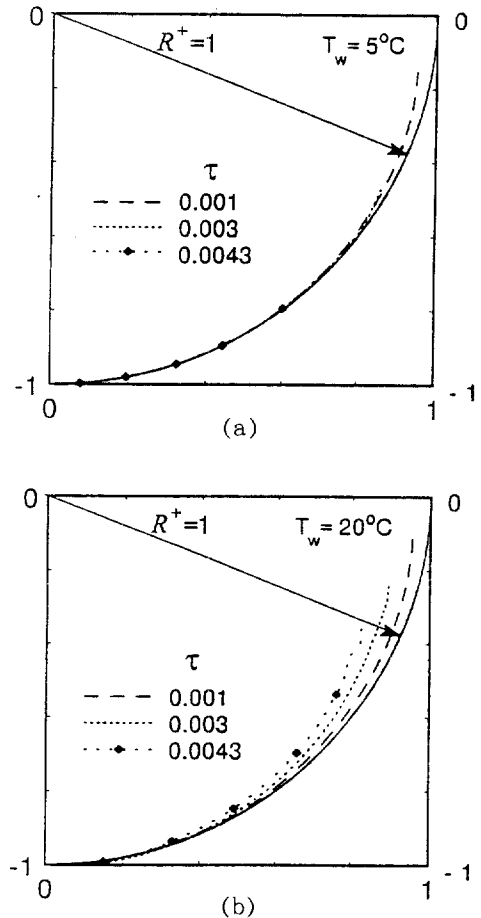 0
0
R⁺=1
T_w = 5°C
τ
0.001
0.003
0.0043
-1
0
1
-1
(a)
0
0
R⁺=1
T_w = 20°C
τ
0.001
0.003
0.0043
-1
0
1
-1
(b)